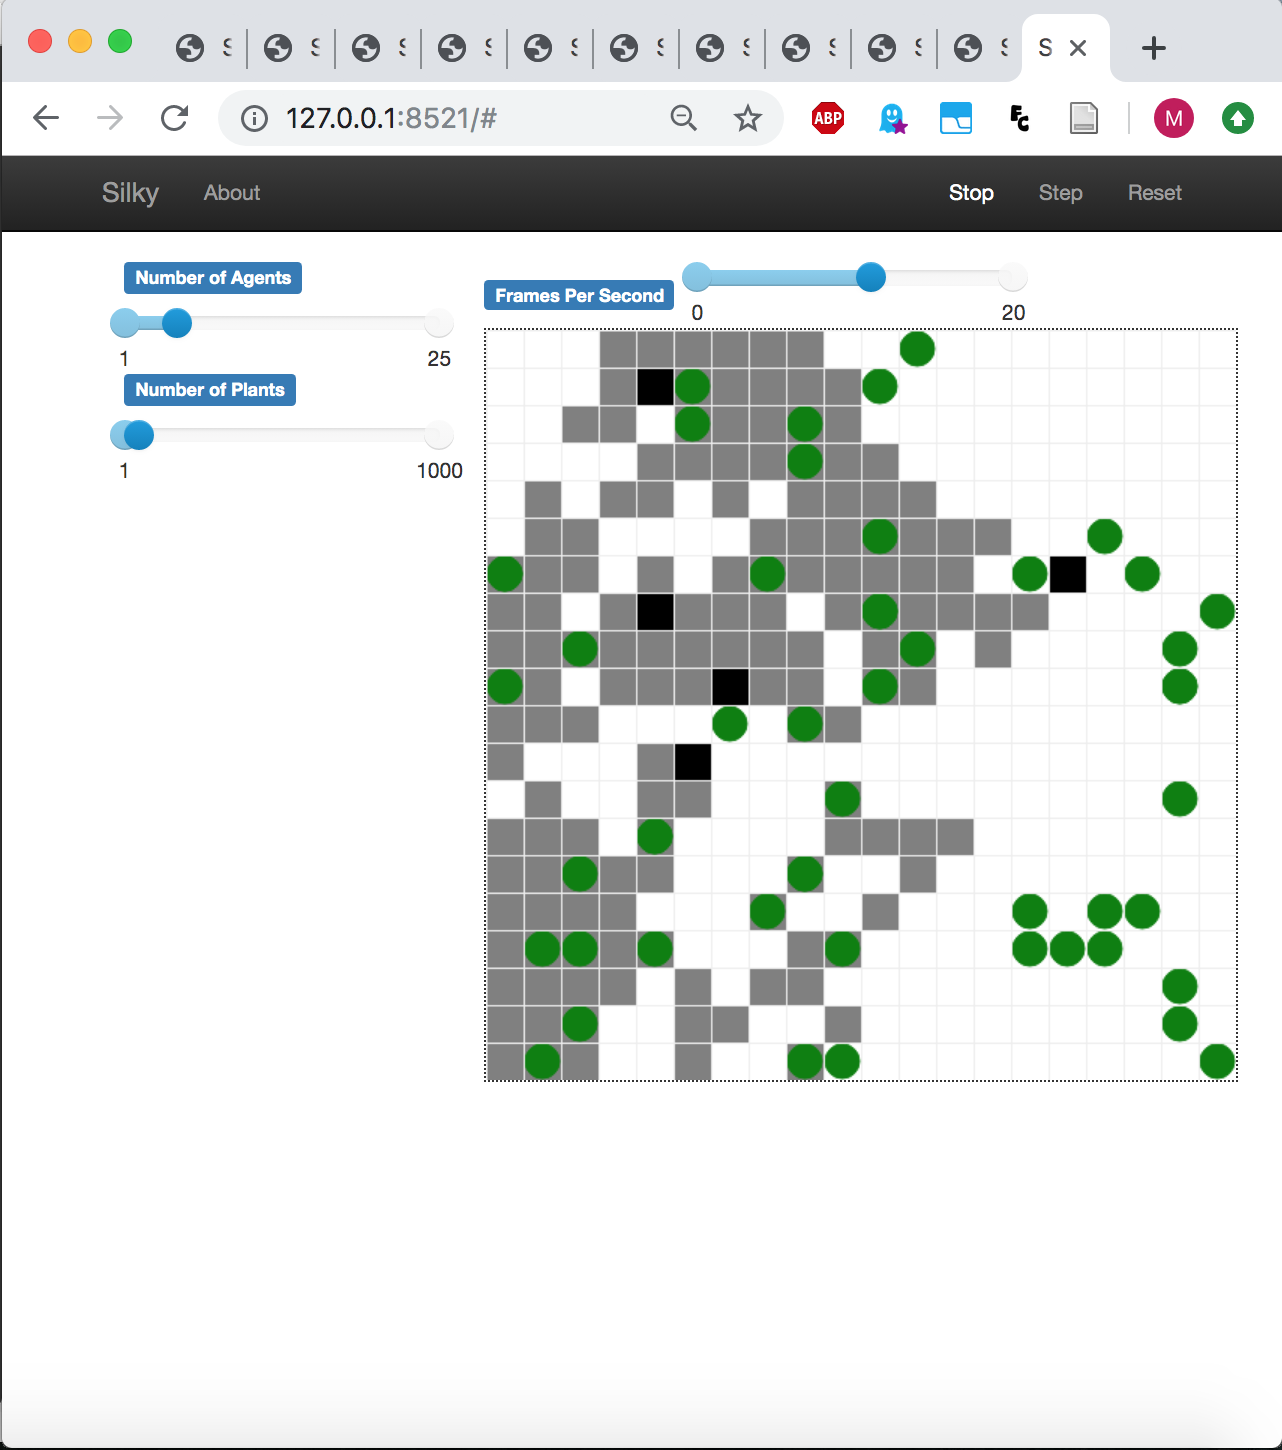 S
127.0.0.1:8521/#
ABP
FC
M
Silky About Stop Step Reset
Number of Agents
1 25
Number of Plants
1 1000
Frames Per Second
0 20